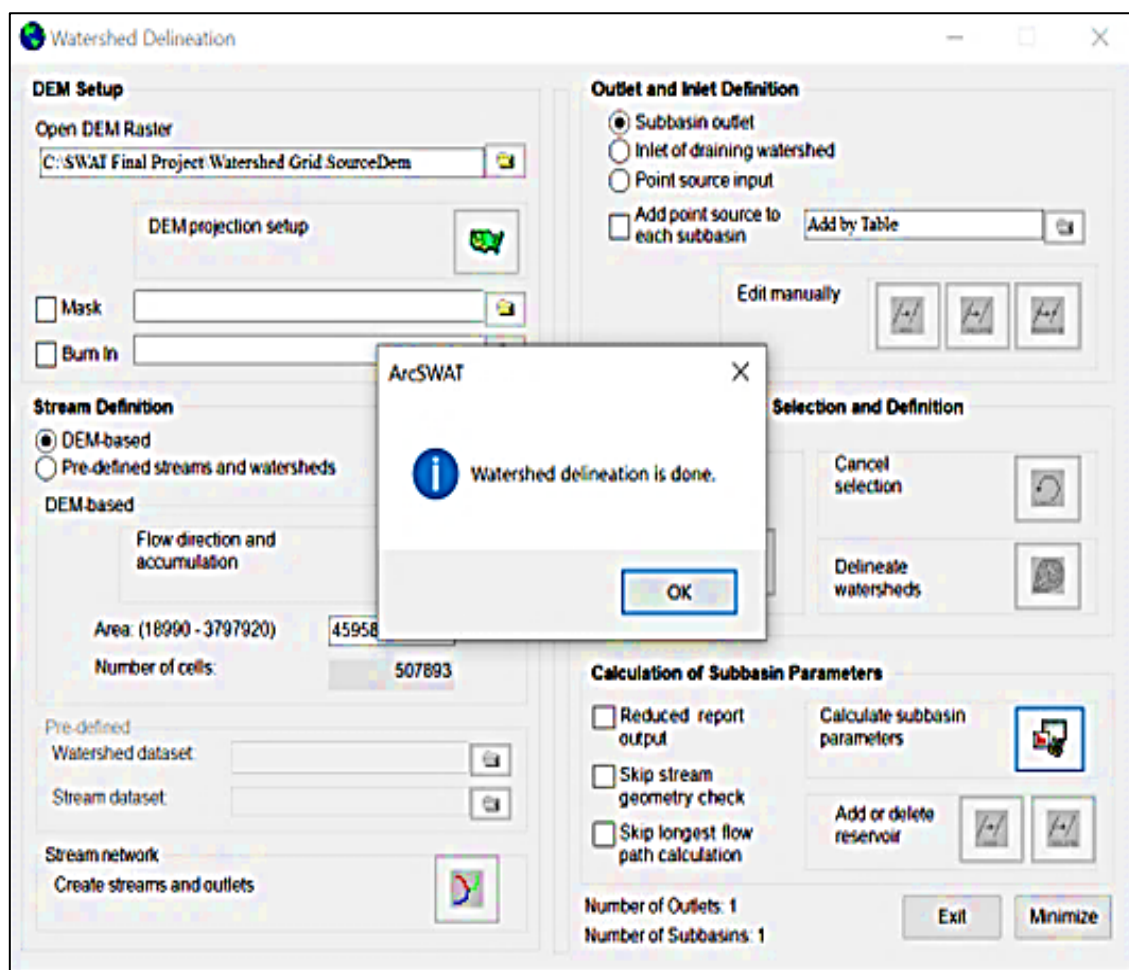 Watershed Delineation
DEM Setup
Open DEM Raster
C:\SWAT Final Project\Watershed\Grid\SourceDem
DEM projection setup
Mask
Burn In
Stream Definition
DEM-based
Pre-defined streams and watersheds
DEM-based
Flow direction and
accumulation
Area: (18990 - 3797920)
45958
Number of cells:
507893
Pre-defined
Watershed dataset:
Stream dataset:
Stream network
Create streams and outlets
Outlet and Inlet Definition
Subbasin outlet
Inlet of draining watershed
Point source input
Add point source to
each subbasin
Add by Table
Edit manually
ArcSWAT
Watershed delineation is done.
OK
Selection and Definition
Cancel
selection
Delineate
watersheds
Calculation of Subbasin Parameters
Reduced report
output
Skip stream
geometry check
Skip longest flow
path calculation
Calculate subbasin
parameters
Add or delete
reservoir
Number of Outlets: 1
Number of Subbasins: 1
Exit
Minimize